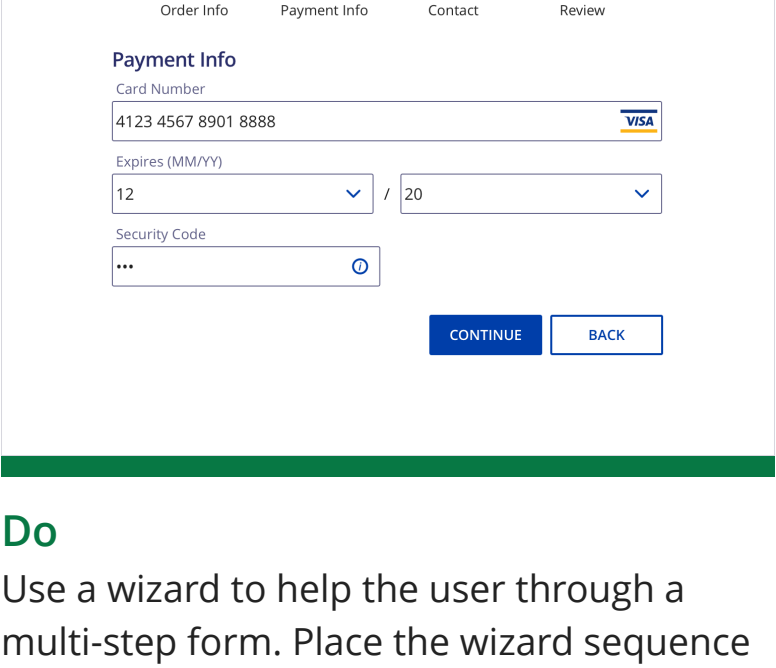 Order Info Payment Info Contact Review
Payment Info
Card Number
4123 4567 8901 8888 VISA
Expires (MM/YY)
12 / 20
Security Code
•••
CONTINUE BACK
Do
Use a wizard to help the user through a
multi-step form. Place the wizard sequence